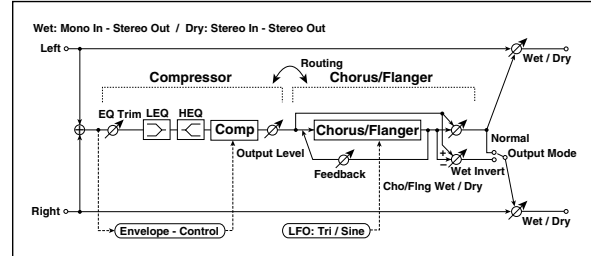 Wet: Mono In - Stereo Out / Dry: Stereo In - Stereo Out
Left
Wet / Dry
Routing
Compressor
Chorus/Flanger
EQ Trim
LEQ
HEQ
Comp
Output Level
Chorus/Flanger
Feedback
Cho/Flng Wet / Dry
+
−
Wet Invert
Normal
Output Mode
Right
Wet / Dry
Envelope - Control
LFO: Tri / Sine